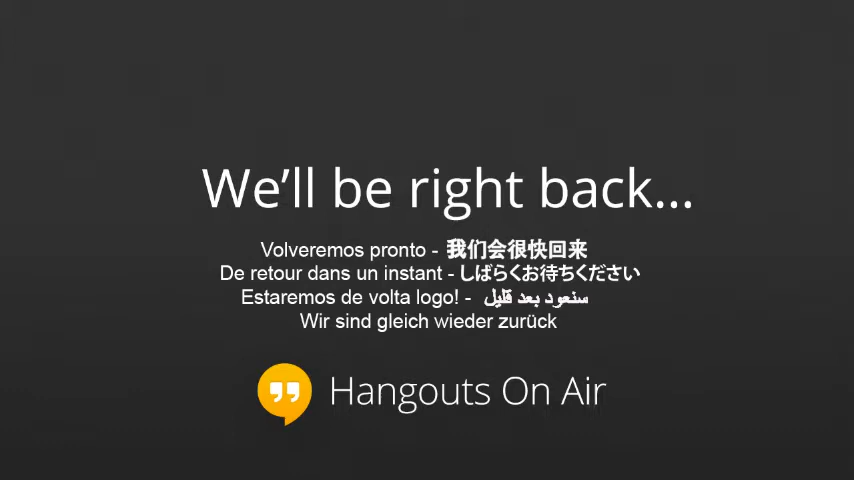 We'll be right back...
Volveremos pronto - 我们会很快回来
De retour dans un instant - しばらくお待ちください
Estaremos de volta logo! - سنعود بعد قليل
Wir sind gleich wieder zurück
Hangouts On Air